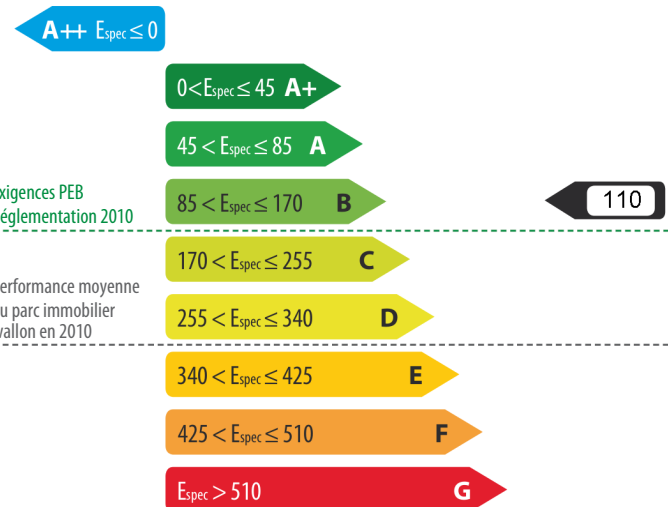 A++ Espec ≤ 0
0<Espec ≤ 45 A+
45 < Espec ≤ 85 A
xigences PEB
églementation 2010
85 < Espec ≤ 170 B
110
170 < Espec ≤ 255 C
erformance moyenne
u parc immobilier
vallon en 2010
255 < Espec ≤ 340 D
340 < Espec ≤ 425 E
425 < Espec ≤ 510 F
Espec > 510 G